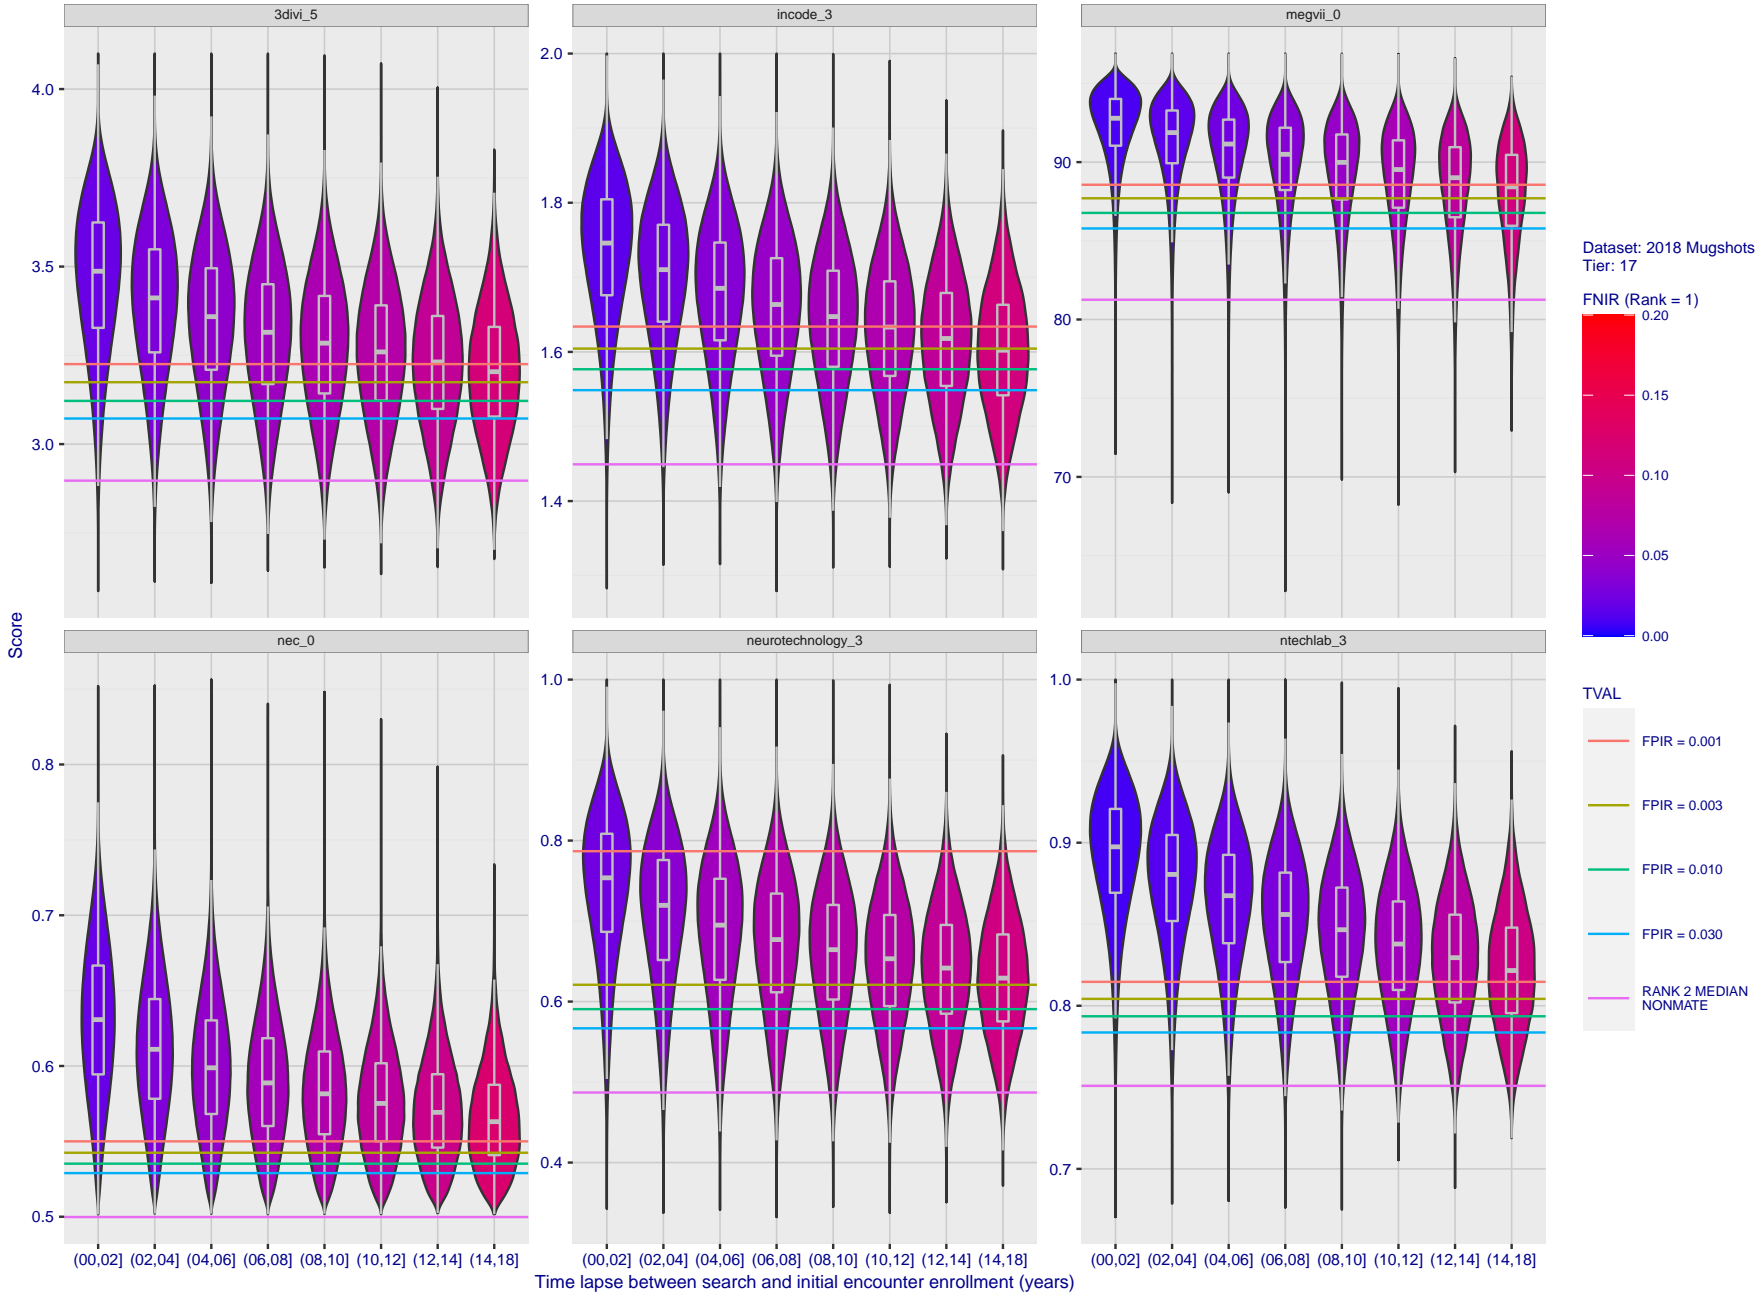 3divi_5
incode_3
megvii_0
4.0
3.5
3.0
2.0
1.8
1.6
1.4
90
80
70
Score
nec_0
neurotechnology_3
ntechlab_3
0.8
0.7
0.6
0.5
1.0
0.8
0.6
0.4
1.0
0.9
0.8
0.7
(00,02] (02,04] (04,06] (06,08] (08,10] (10,12] (12,14] (14,18]
(00,02] (02,04] (04,06] (06,08] (08,10] (10,12] (12,14] (14,18]
(00,02] (02,04] (04,06] (06,08] (08,10] (10,12] (12,14] (14,18]
Time lapse between search and initial encounter enrollment (years)
Dataset: 2018 Mugshots
Tier: 17
FNIR (Rank = 1)
0.20
0.15
0.10
0.05
0.00
TVAL
FPIR = 0.001
FPIR = 0.003
FPIR = 0.010
FPIR = 0.030
RANK 2 MEDIAN
NONMATE